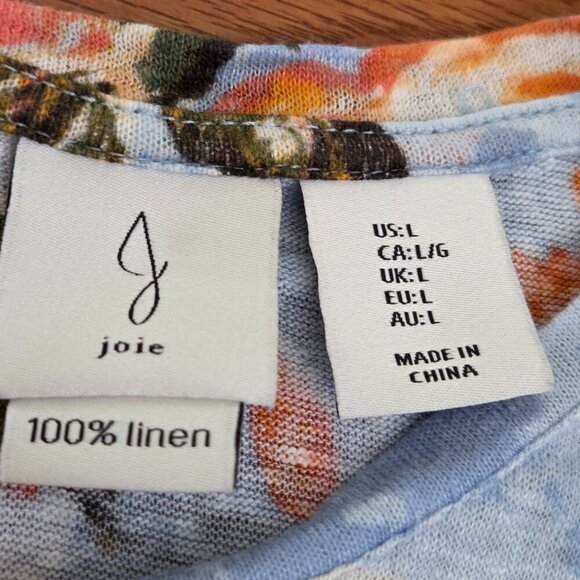 J
joie
100% linen
US: L
CA: L/G
UK: L
EU: L
AU: L
MADE IN
CHINA